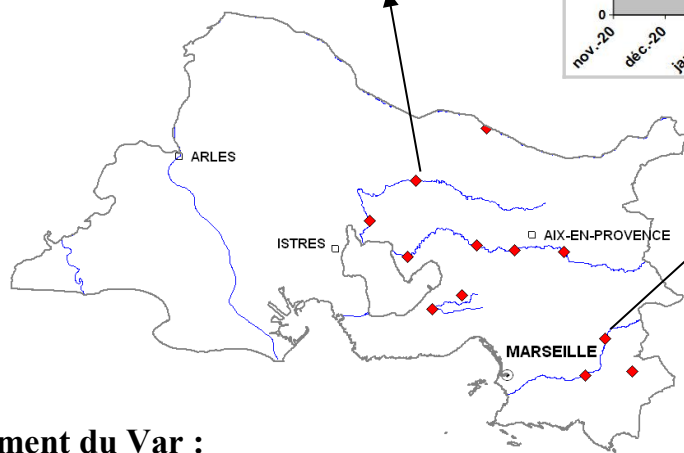 0
nov.-20
déc.-20
ARLES
ISTRES
AIX-EN-PROVENCE
MARSEILLE
ment du Var :